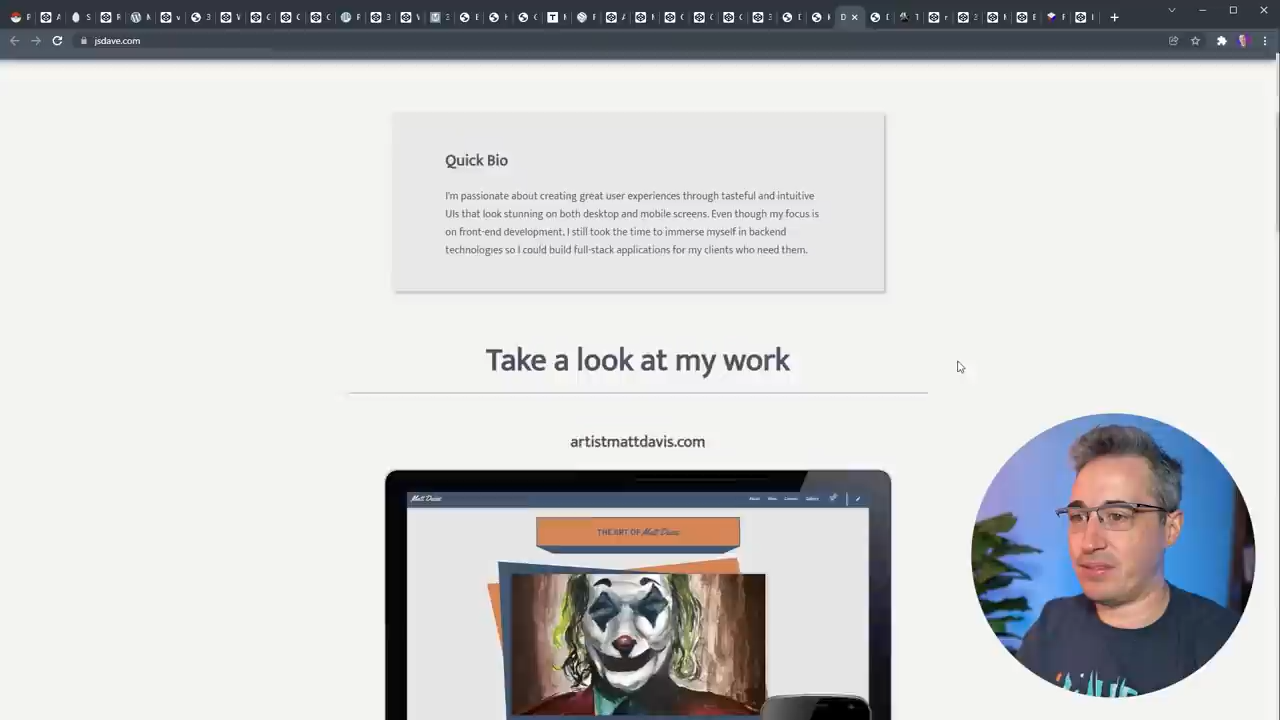 jsdave.com
Quick Bio
I'm passionate about creating great user experiences through tasteful and intuitive
UIs that look stunning on both desktop and mobile screens. Even though my focus is
on front-end development, I still took the time to immerse myself in backend
technologies so I could build full-stack applications for my clients who need them.
Take a look at my work
artistmattdavis.com
Matt Davis
THE ART OF Matt Davis